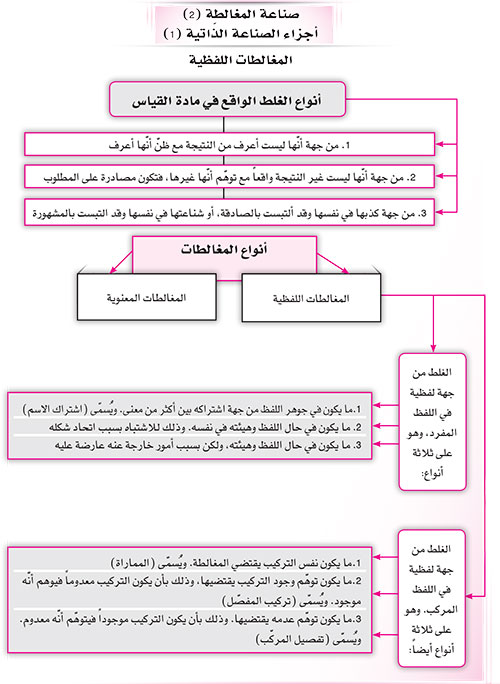 صناعة المغالطة (2)
أجزاء الصناعة الذّاتية (1)
المغالطات اللفظية
أنواع الغلط الواقع في مادة القياس
1. من جهة أنّها ليست أعرف من النتيجة مع ظنّ أنّها أعرف
2. من جهة أنّها ليست غير النتيجة واقعاً مع توهّم أنّها غيرها، فتكون مصادرة على المطلوب
3. من جهة كذبها في نفسها وقد ألتبست بالصادقة، أو شناعتها في نفسها وقد التبست بالمشهورة
أنواع المغالطات
المغالطات اللفظية
المغالطات المعنوية
الغلط من
جهة لفظية
في اللفظ
المفرد، وهو
على ثلاثة
أنواع:
1.ما يكون في جوهر اللفظ من جهة اشتراكه بين أكثر من معنى. ويُسمّى (اشتراك الاسم)
2. ما يكون في حال اللفظ وهيئته في نفسه. وذلك للاشتباه بسبب اتحاد شكله
3. ما يكون في حال اللفظ وهيئته، ولكن بسبب أمور خارجة عنه عارضة عليه
الغلط من
جهة لفظية
في اللفظ
المركب. وهو
على ثلاثة
أنواع أيضاً:
1.ما يكون نفس التركيب يقتضي المغالطة. ويُسمّى (المماراة)
2.ما يكون توهّم وجود التركيب يقتضيها، وذلك بأن يكون التركيب معدوماً فيوهم أنّه
موجود. ويُسمّى (تركيب المفصّل)
3.ما يكون توهّم عدمه يقتضيها. وذلك بأن يكون التركيب موجوداً فيتوهّم أنّه معدوم.
ويُسمّى (تفصيل المركّب)